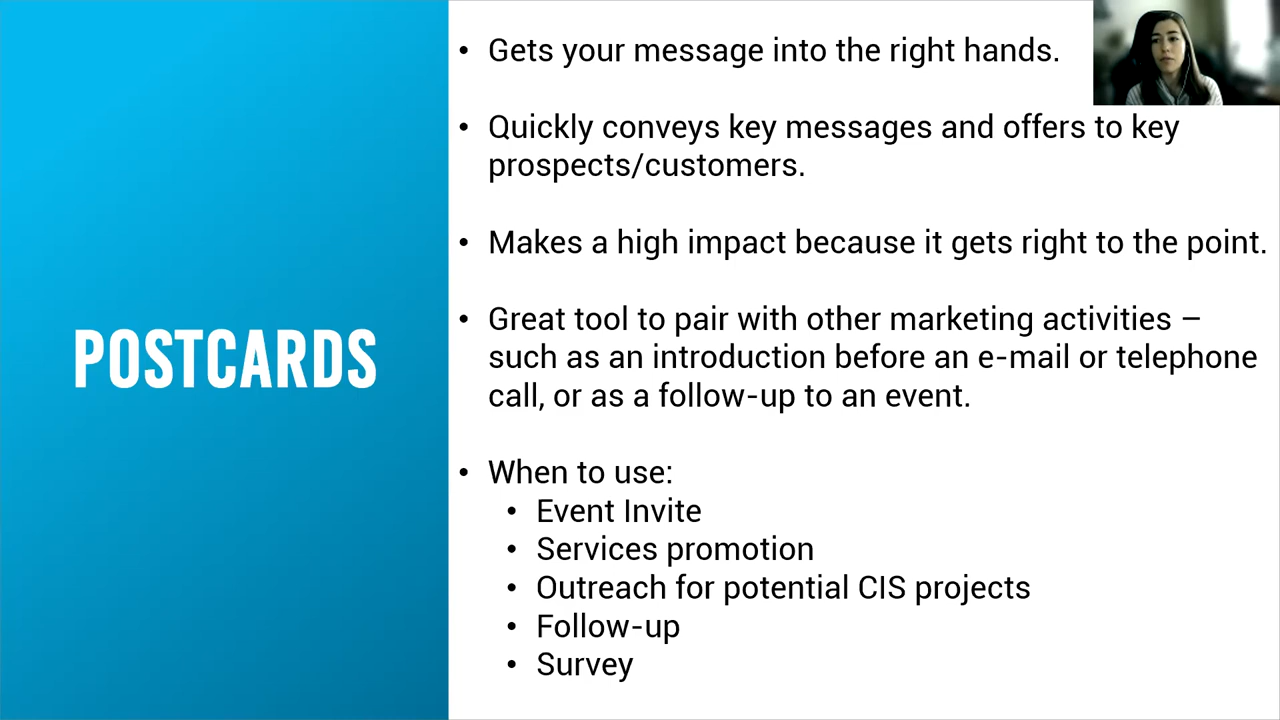 POSTCARDS
• Gets your message into the right hands.
• Quickly conveys key messages and offers to key
prospects/customers.
• Makes a high impact because it gets right to the point.
• Great tool to pair with other marketing activities –
such as an introduction before an e-mail or telephone
call, or as a follow-up to an event.
• When to use:
• Event Invite
• Services promotion
• Outreach for potential CIS projects
• Follow-up
• Survey